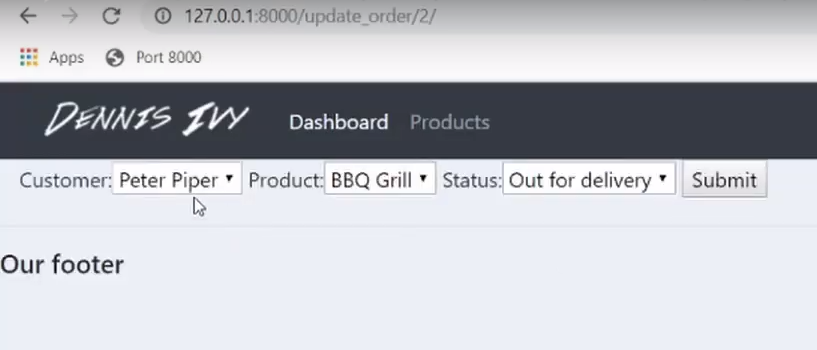 127.0.0.1:8000/update_order/2/
Apps Port 8000
DENNIS IVY Dashboard Products
Customer: Peter Piper Product: BBQ Grill Status: Out for delivery Submit
Our footer